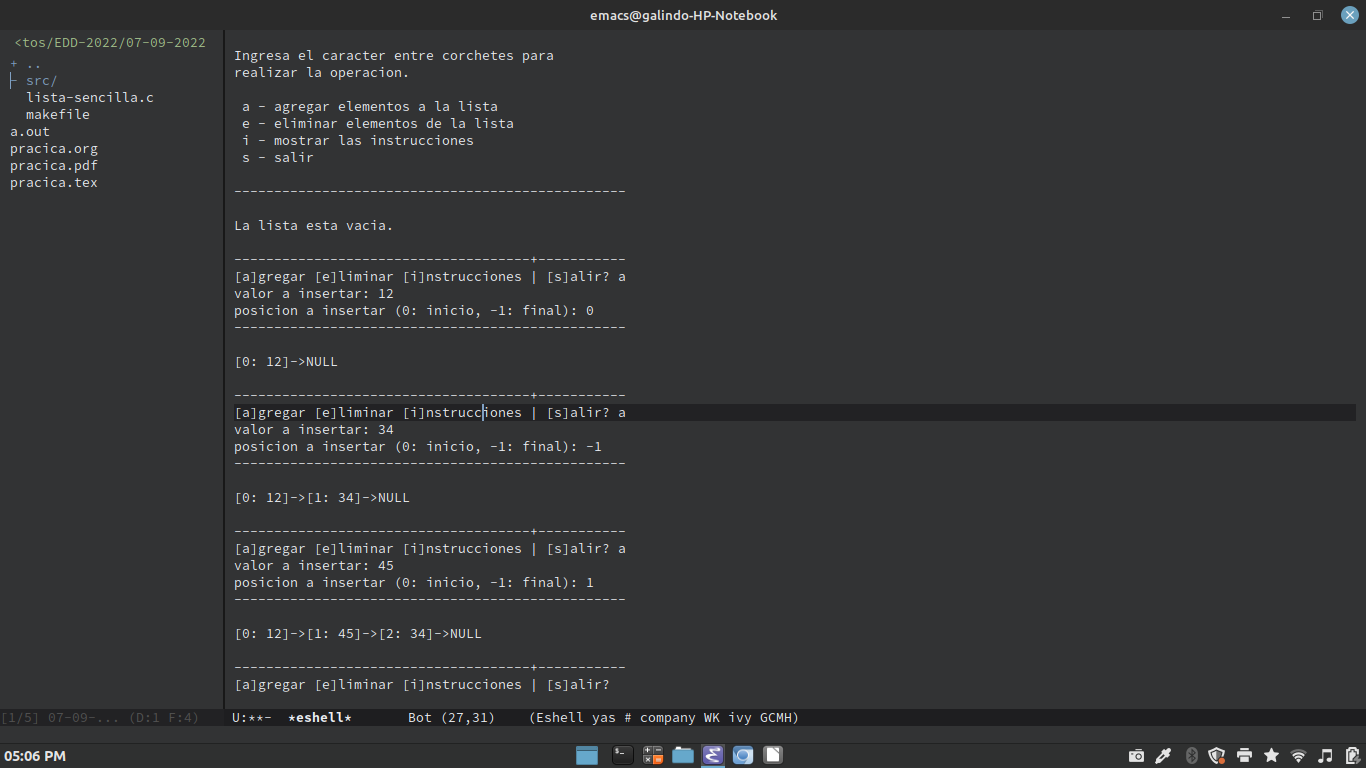 emacs@galindo-HP-Notebook
<tos/EDD-2022/07-09-2022
+ ..
├ src/
lista-sencilla.c
makefile
a.out
pracica.org
pracica.pdf
pracica.tex
Ingresa el caracter entre corchetes para
realizar la operacion.
a - agregar elementos a la lista
e - eliminar elementos de la lista
i - mostrar las instrucciones
s - salir
-------------------------------------------------
La lista esta vacia.
-------------------------------------+-----------
[a]gregar [e]liminar [i]nstrucciones | [s]alir? a
valor a insertar: 12
posicion a insertar (0: inicio, -1: final): 0
-------------------------------------------------
[0: 12]->NULL
-------------------------------------+-----------
[a]gregar [e]liminar [i]nstrucciones | [s]alir? a
valor a insertar: 34
posicion a insertar (0: inicio, -1: final): -1
-------------------------------------------------
[0: 12]->[1: 34]->NULL
-------------------------------------+-----------
[a]gregar [e]liminar [i]nstrucciones | [s]alir? a
valor a insertar: 45
posicion a insertar (0: inicio, -1: final): 1
-------------------------------------------------
[0: 12]->[1: 45]->[2: 34]->NULL
-------------------------------------+-----------
[a]gregar [e]liminar [i]nstrucciones | [s]alir?
[1/5] 07-09-... (D:1 F:4)
U:**- *eshell* Bot (27,31) (Eshell yas # company WK ivy GCMH)
05:06 PM